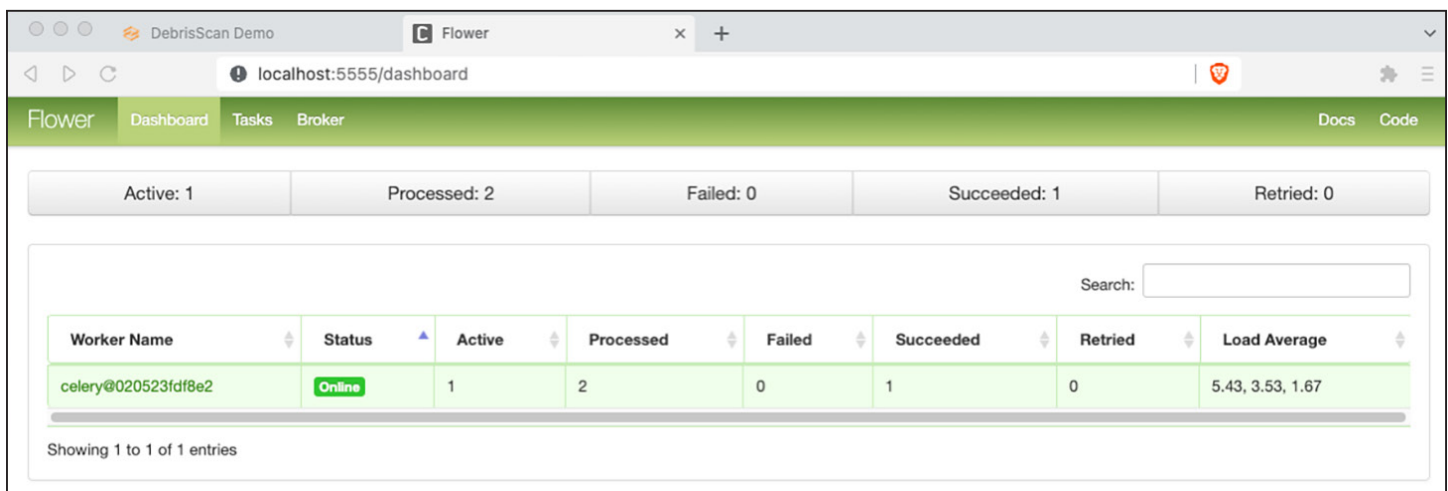 DebrisScan Demo Flower
localhost:5555/dashboard
Flower Dashboard Tasks Broker Docs Code
Active: 1 Processed: 2 Failed: 0 Succeeded: 1 Retried: 0
Search:
Worker Name Status Active Processed Failed Succeeded Retried Load Average
celery@020523fdf8e2 Online 1 2 0 1 0 5.43, 3.53, 1.67
Showing 1 to 1 of 1 entries